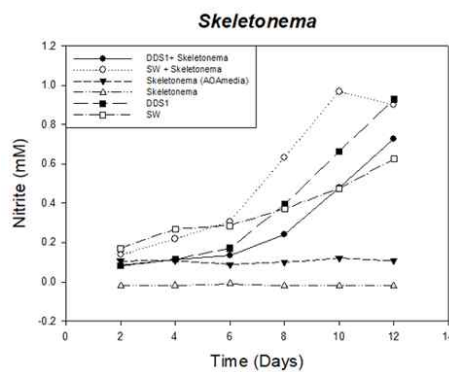 Skeletonema
DDS1+ Skeletonema
SW + Skeletonema
Skeletonema (AOAmedia)
Skeletonema
DDS1
SW
Nitrite (mM)
1.2
1.0
0.8
0.6
0.4
0.2
0.0
-0.2
0 2 4 6 8 10 12 14
Time (Days)